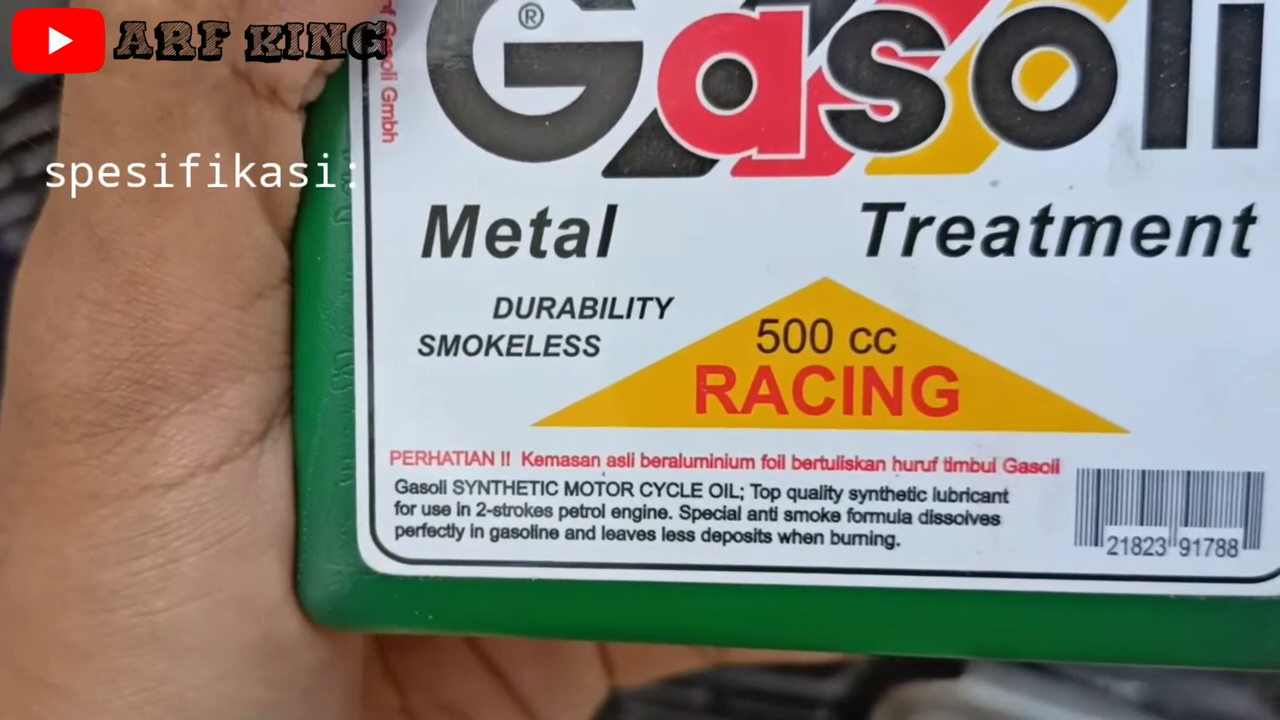 ARF KING
Gasoli
®
Gasoli Gmbh
spesifikasi:
Metal Treatment
DURABILITY
SMOKELESS
500 cc
RACING
PERHATIAN !! Kemasan asli beraluminium foil bertuliskan huruf timbul Gasoli
Gasoli SYNTHETIC MOTOR CYCLE OIL; Top quality synthetic lubricant
for use in 2-strokes petrol engine. Special anti smoke formula dissolves
perfectly in gasoline and leaves less deposits when burning.
21823 91788